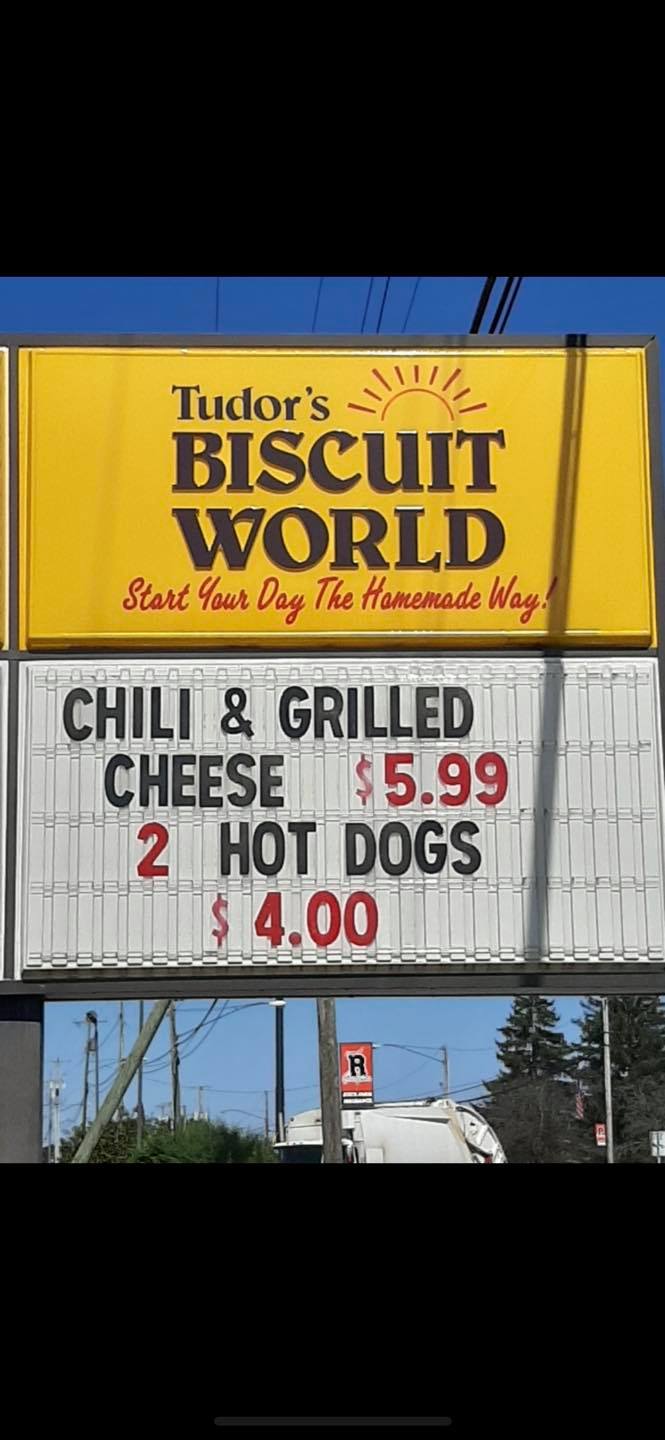 Tudor's
BISCUIT
WORLD
Start Your Day The Homemade Way!
CHILI & GRILLED
CHEESE $5.99
2 HOT DOGS
$4.00
R